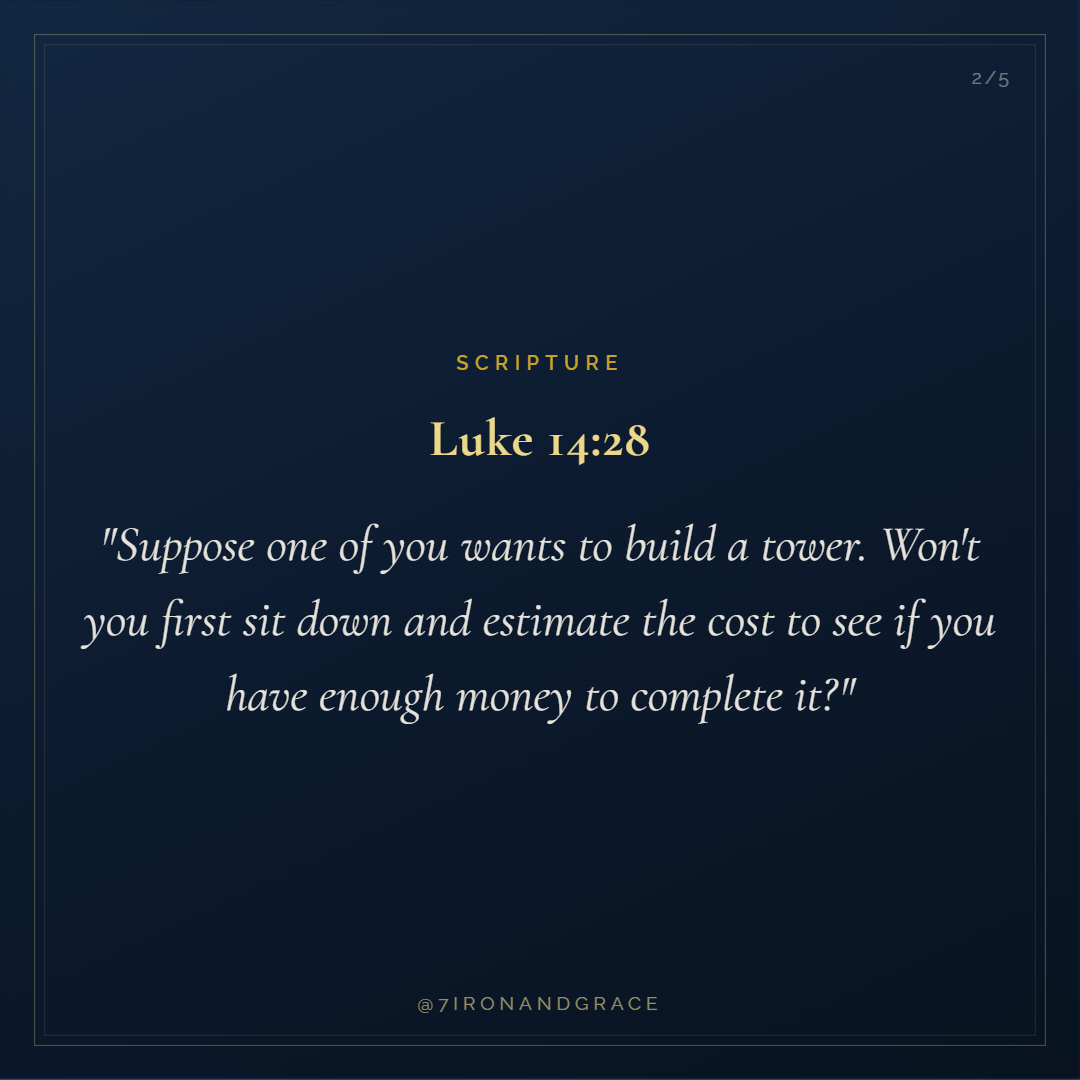 2/5
SCRIPTURE
Luke 14:28
"Suppose one of you wants to build a tower. Won't
you first sit down and estimate the cost to see if you
have enough money to complete it?"
@7IRONANDGRACE